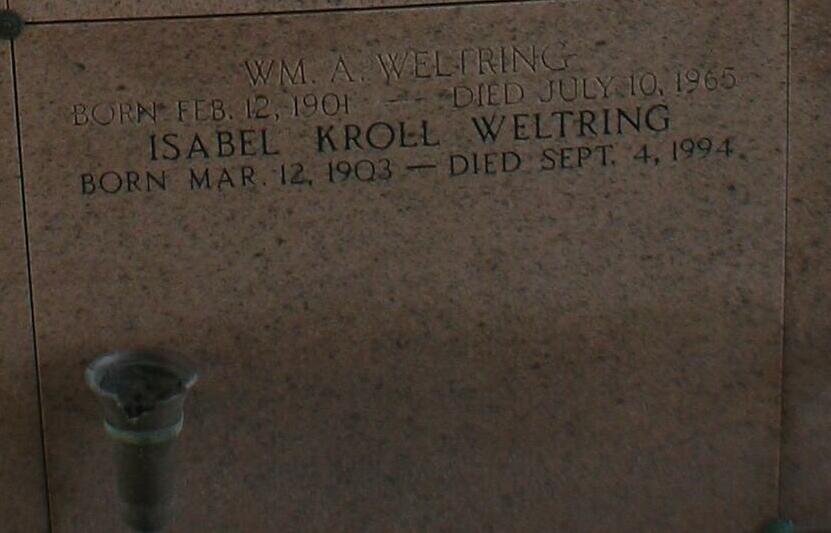 WM. A. WELTRING
BORN FEB. 12, 1901 — DIED JULY 10, 1965
ISABEL KROLL WELTRING
BORN MAR. 12, 1903 — DIED SEPT. 4, 1994